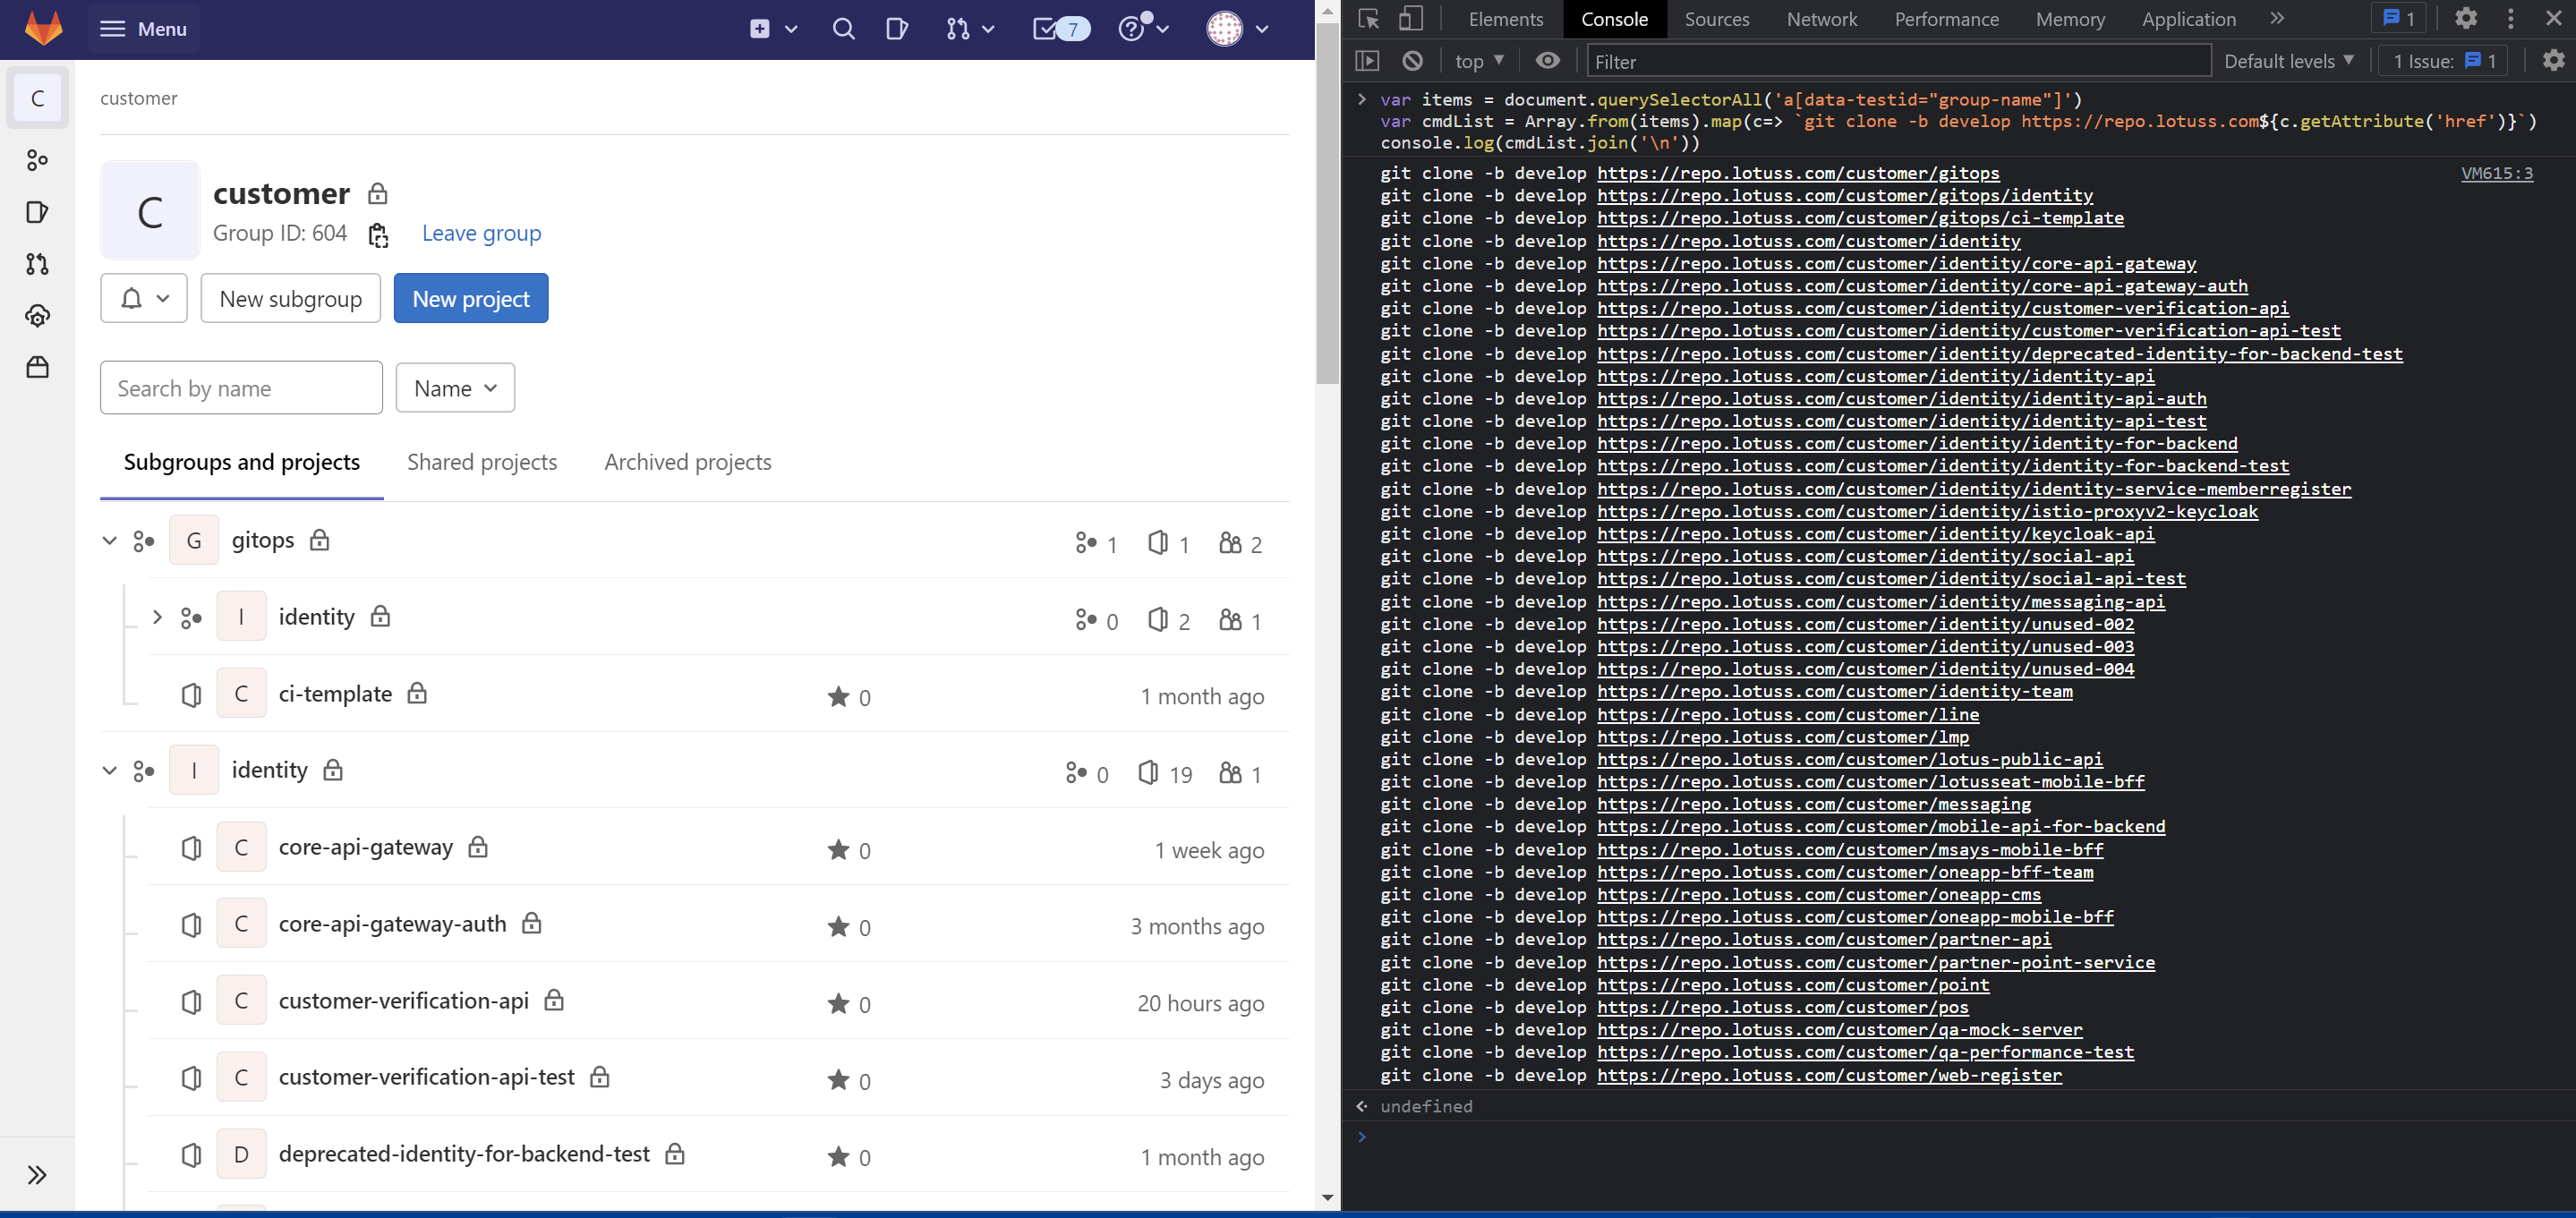 Menu
7
C
customer
C
customer
Group ID: 604
Leave group
New subgroup
New project
Search by name
Name
Subgroups and projects
Shared projects
Archived projects
G gitops 1 1 2
I identity 0 2 1
C ci-template 0 1 month ago
I identity 0 19 1
C core-api-gateway 0 1 week ago
C core-api-gateway-auth 0 3 months ago
C customer-verification-api 0 20 hours ago
C customer-verification-api-test 0 3 days ago
D deprecated-identity-for-backend-test 0 1 month ago
Elements Console Sources Network Performance Memory Application 1
top Filter Default levels 1 Issue: 1
var items = document.querySelectorAll('a[data-testid="group-name"]')
var cmdList = Array.from(items).map(c=> `git clone -b develop https://repo.lotuss.com${c.getAttribute('href')}`)
console.log(cmdList.join('\n'))
VM615:3
git clone -b develop https://repo.lotuss.com/customer/gitops
git clone -b develop https://repo.lotuss.com/customer/gitops/identity
git clone -b develop https://repo.lotuss.com/customer/gitops/ci-template
git clone -b develop https://repo.lotuss.com/customer/identity
git clone -b develop https://repo.lotuss.com/customer/identity/core-api-gateway
git clone -b develop https://repo.lotuss.com/customer/identity/core-api-gateway-auth
git clone -b develop https://repo.lotuss.com/customer/identity/customer-verification-api
git clone -b develop https://repo.lotuss.com/customer/identity/customer-verification-api-test
git clone -b develop https://repo.lotuss.com/customer/identity/deprecated-identity-for-backend-test
git clone -b develop https://repo.lotuss.com/customer/identity/identity-api
git clone -b develop https://repo.lotuss.com/customer/identity/identity-api-auth
git clone -b develop https://repo.lotuss.com/customer/identity/identity-api-test
git clone -b develop https://repo.lotuss.com/customer/identity/identity-for-backend
git clone -b develop https://repo.lotuss.com/customer/identity/identity-for-backend-test
git clone -b develop https://repo.lotuss.com/customer/identity/identity-service-memberregister
git clone -b develop https://repo.lotuss.com/customer/identity/istio-proxyv2-keycloak
git clone -b develop https://repo.lotuss.com/customer/identity/keycloak-api
git clone -b develop https://repo.lotuss.com/customer/identity/social-api
git clone -b develop https://repo.lotuss.com/customer/identity/social-api-test
git clone -b develop https://repo.lotuss.com/customer/identity/messaging-api
git clone -b develop https://repo.lotuss.com/customer/identity/unused-002
git clone -b develop https://repo.lotuss.com/customer/identity/unused-003
git clone -b develop https://repo.lotuss.com/customer/identity/unused-004
git clone -b develop https://repo.lotuss.com/customer/identity-team
git clone -b develop https://repo.lotuss.com/customer/line
git clone -b develop https://repo.lotuss.com/customer/lmp
git clone -b develop https://repo.lotuss.com/customer/lotus-public-api
git clone -b develop https://repo.lotuss.com/customer/lotusseat-mobile-bff
git clone -b develop https://repo.lotuss.com/customer/messaging
git clone -b develop https://repo.lotuss.com/customer/mobile-api-for-backend
git clone -b develop https://repo.lotuss.com/customer/msays-mobile-bff
git clone -b develop https://repo.lotuss.com/customer/oneapp-bff-team
git clone -b develop https://repo.lotuss.com/customer/oneapp-cms
git clone -b develop https://repo.lotuss.com/customer/oneapp-mobile-bff
git clone -b develop https://repo.lotuss.com/customer/partner-api
git clone -b develop https://repo.lotuss.com/customer/partner-point-service
git clone -b develop https://repo.lotuss.com/customer/point
git clone -b develop https://repo.lotuss.com/customer/pos
git clone -b develop https://repo.lotuss.com/customer/qa-mock-server
git clone -b develop https://repo.lotuss.com/customer/qa-performance-test
git clone -b develop https://repo.lotuss.com/customer/web-register
undefined